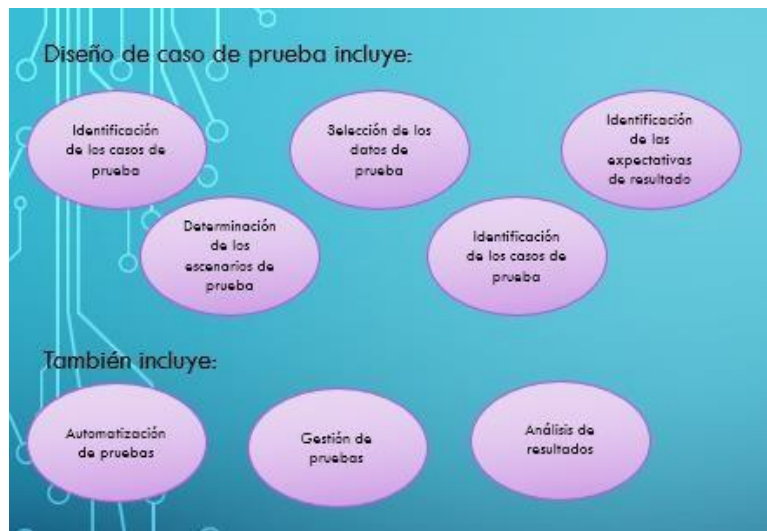 Diseño de caso de prueba incluye:
Identificación
de los casos de
prueba
Determinación
de los
escenarios de
prueba
Selección de los
datos de
prueba
Identificación
de los casos de
prueba
Identificación
de las
expectativas
de resultado
También incluye:
Automatización
de pruebas
Gestión de
pruebas
Análisis de
resultados